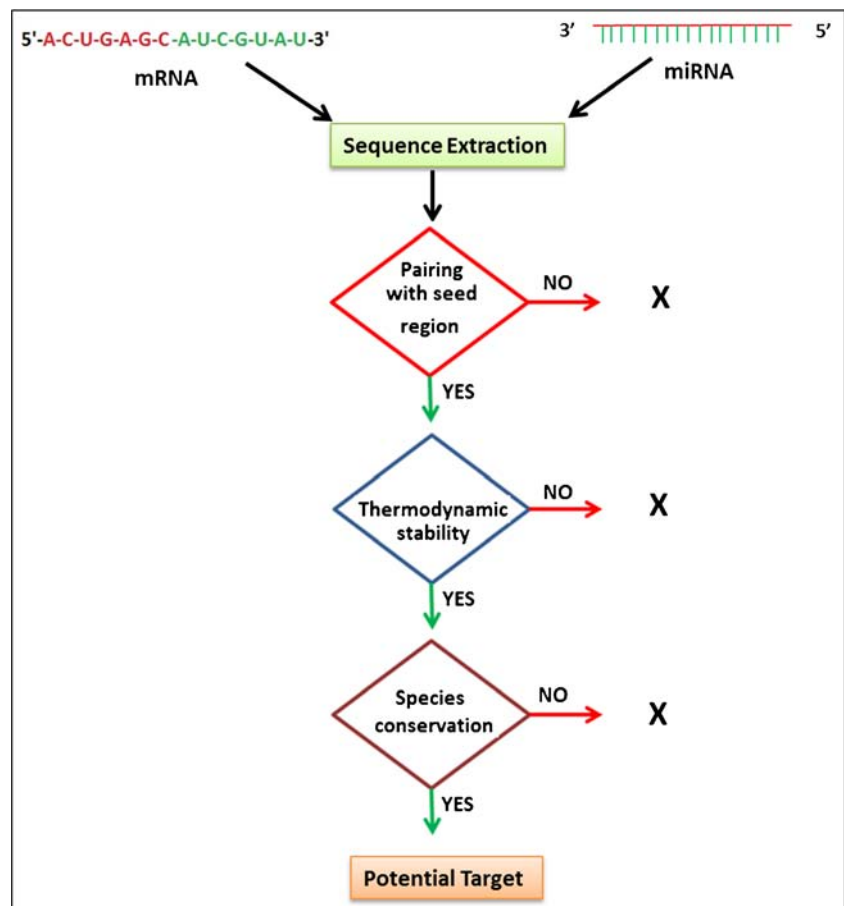 5'-A-C-U-G-A-G-C-A-U-C-G-U-A-U-3'
3’ 5’
mRNA
miRNA
Sequence Extraction
Pairing
with seed
region
NO
X
YES
Thermodynamic
stability
NO
X
YES
Species
conservation
NO
X
YES
Potential Target